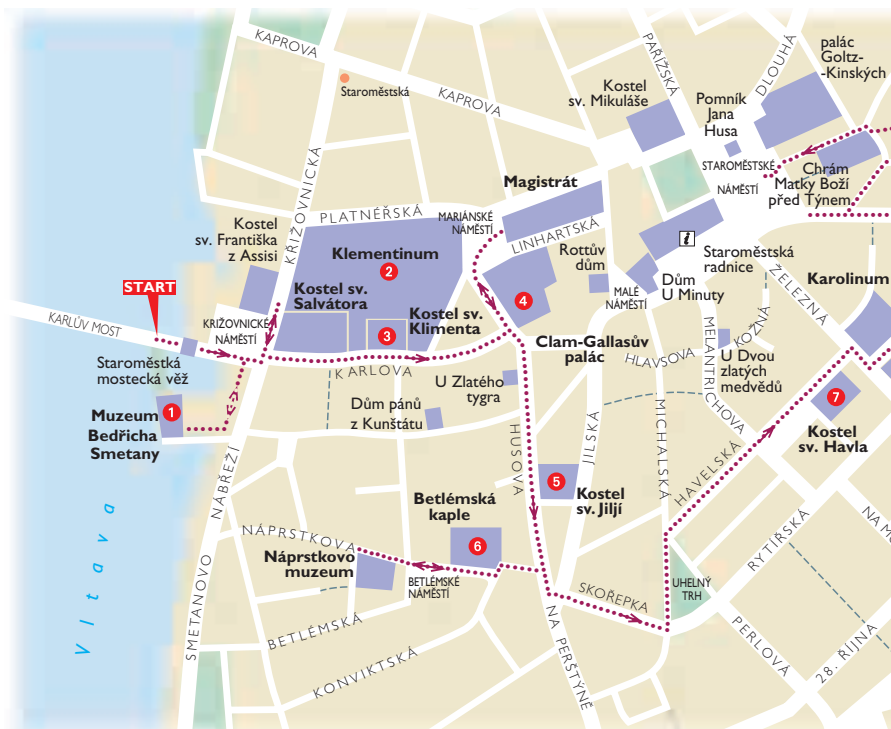 KAPROVA
Staroměstská
KAPROVA
PAŘÍŽSKÁ
DLOUHÁ
palác
Goltz-
-Kinských
Kostel
sv. Mikuláše
Pomník
Jana
Husa
STAROMĚSTSKÉ
NÁMĚSTÍ
Chrám
Matky Boží
před Týnem
Magistrát
KŘIŽOVNICKÁ
PLATNÉŘSKÁ
MARIÁNSKÉ
NÁMĚSTÍ
LINHARTSKÁ
Kostel
sv. Františka
z Assisi
Klementinum
2
Rottův
dům
i
Staroměstská
radnice
START
Kostel sv.
Salvátora
Kostel sv.
Klimenta
3
4
MALÉ
NÁMĚSTÍ
Dům
U Minuty
ŽELEZNÁ
Karolinum
KARLŮV MOST
KŘIŽOVNICKÉ
NÁMĚSTÍ
Staroměstká
mostecká věž
KARLOVA
Clam-Gallasův
palác
HLAVSOVA
KOŽNÁ
MELANTRICHOVA
U Dvou
zlatých
medvědů
1
Muzeum
Bedřicha
Smetany
Dům pánů
z Kunštátu
U Zlatého
tygra
HUSOVA
JILSKÁ
MICHALSKÁ
HAVELSKÁ
7
Kostel
sv. Havla
5
Kostel
sv. Jiljí
Betlémská
kaple
6
NÁPRSTKOVA
Náprstkovo
muzeum
BETLÉMSKÉ
NÁMĚSTÍ
SKOŘEPKA
UHELNÝ
TRH
RYTÍŘSKÁ
NA M
Vltava
SMETANOVO NÁBŘEŽÍ
BETLÉMSKÁ
KONVIKTSKÁ
NA PERŠTÝNĚ
PERLOVÁ
28. ŘÍJNA